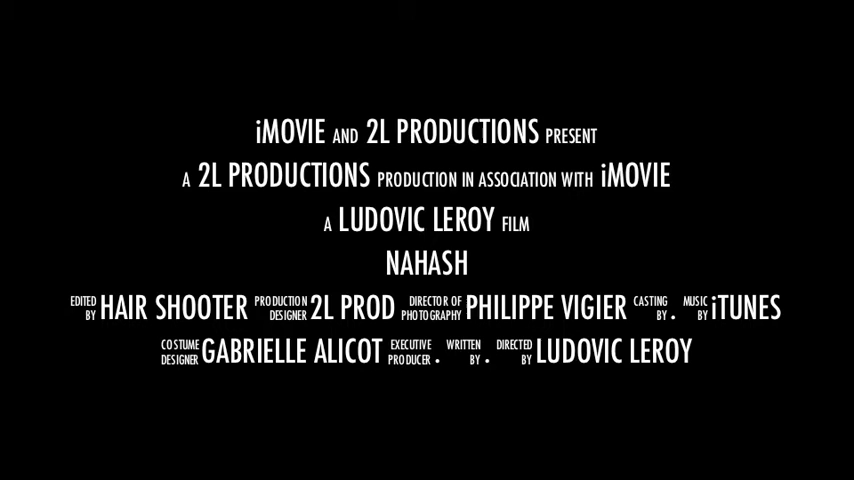 iMOVIE AND 2L PRODUCTIONS PRESENT
A 2L PRODUCTIONS PRODUCTION IN ASSOCIATION WITH iMOVIE
A LUDOVIC LEROY FILM
NAHASH
EDITED BY HAIR SHOOTER PRODUCTION DESIGNER 2L PROD DIRECTOR OF PHOTOGRAPHY PHILIPPE VIGIER CASTING BY . MUSIC BY iTUNES
COSTUME DESIGNER GABRIELLE ALICOT EXECUTIVE PRODUCER . WRITTEN BY . DIRECTED BY LUDOVIC LEROY